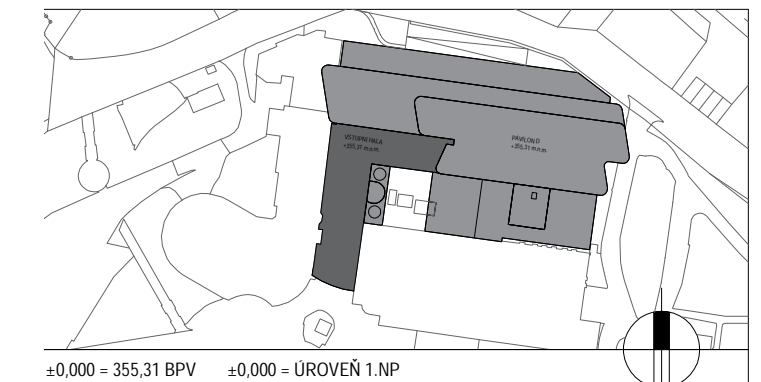 VSTUPNÍ HALA
+355,31 m.n.m.
PAVILON D
+355,31 m.n.m.
±0,000 = 355,31 BPV ±0,000 = ÚROVEŇ 1.NP